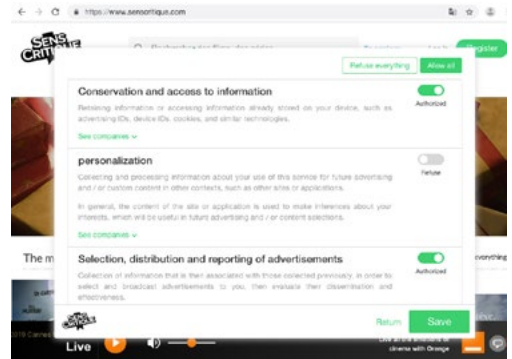 https://www.senscritique.com
SENS
CRITIQUE
Register
Refuse everything
Allow all
Conservation and access to information
Authorized
Retrieving information or accessing information already stored on your device, such as
advertising IDs, device IDs, cookies, and similar technologies.
See companies
personalization
Refuse
Collecting and processing information about your use of this service for future advertising
and / or custom content in other contexts, such as other sites or applications.
In general, the content of the site or application is used to make inferences about your
interests, which will be useful in future advertising and / or content selections.
See companies
Selection, distribution and reporting of advertisements
Authorized
Collection of information that is then associated with those collected previously, in order to
select and broadcast advertisements to you, then evaluate their dissemination and
effectiveness.
The m
everything
Return
Save
2019 Cannes
Live
cinema with Orange